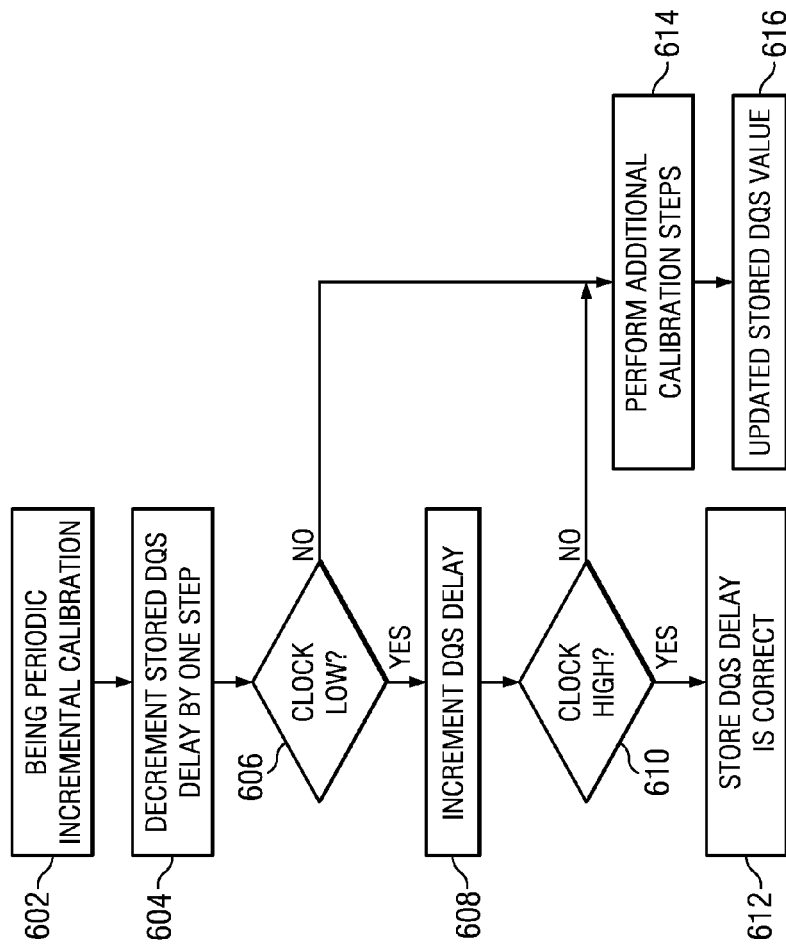 602
BEING PERIODIC
INCREMENTAL CALIBRATION
604
DECREMENT STORED DQS
DELAY BY ONE STEP
606
CLOCK
LOW?
NO
YES
608
INCREMENT DQS DELAY
610
CLOCK
HIGH?
NO
YES
612
STORE DQS DELAY
IS CORRECT
614
PERFORM ADDITIONAL
CALIBRATION STEPS
616
UPDATED STORED DQS VALUE